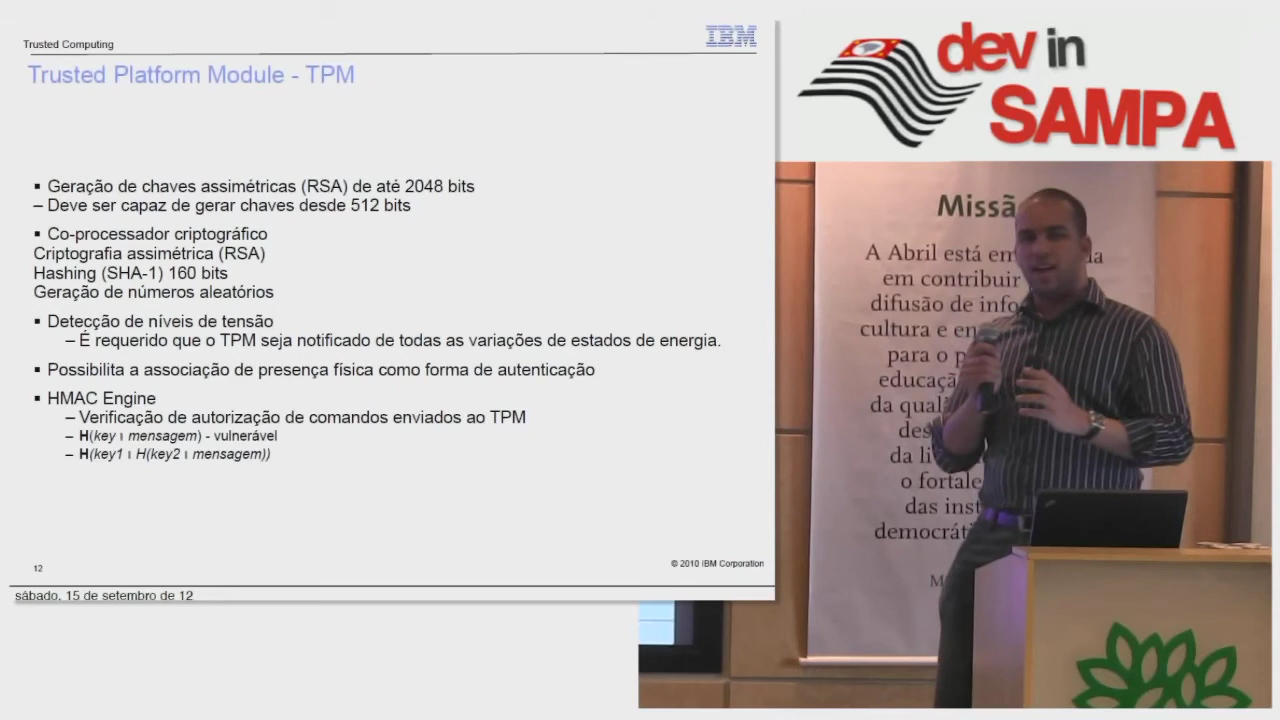 Trusted Computing
IBM
Trusted Platform Module - TPM
▪ Geração de chaves assimétricas (RSA) de até 2048 bits
– Deve ser capaz de gerar chaves desde 512 bits
▪ Co-processador criptográfico
Criptografia assimétrica (RSA)
Hashing (SHA-1) 160 bits
Geração de números aleatórios
▪ Detecção de níveis de tensão
– É requerido que o TPM seja notificado de todas as variações de estados de energia.
▪ Possibilita a associação de presença física como forma de autenticação
▪ HMAC Engine
– Verificação de autorização de comandos enviados ao TPM
– H(key | mensagem) - vulnerável
– H(key1 | H(key2 | mensagem))
12
© 2010 IBM Corporation
sábado, 15 de setembro de 12
dev in
SAMPA
Missã
A Abril está em
em contribuir
difusão de info
cultura e en
para o p
educaç
da qual
des
da li
o fortale
das inst
democrát